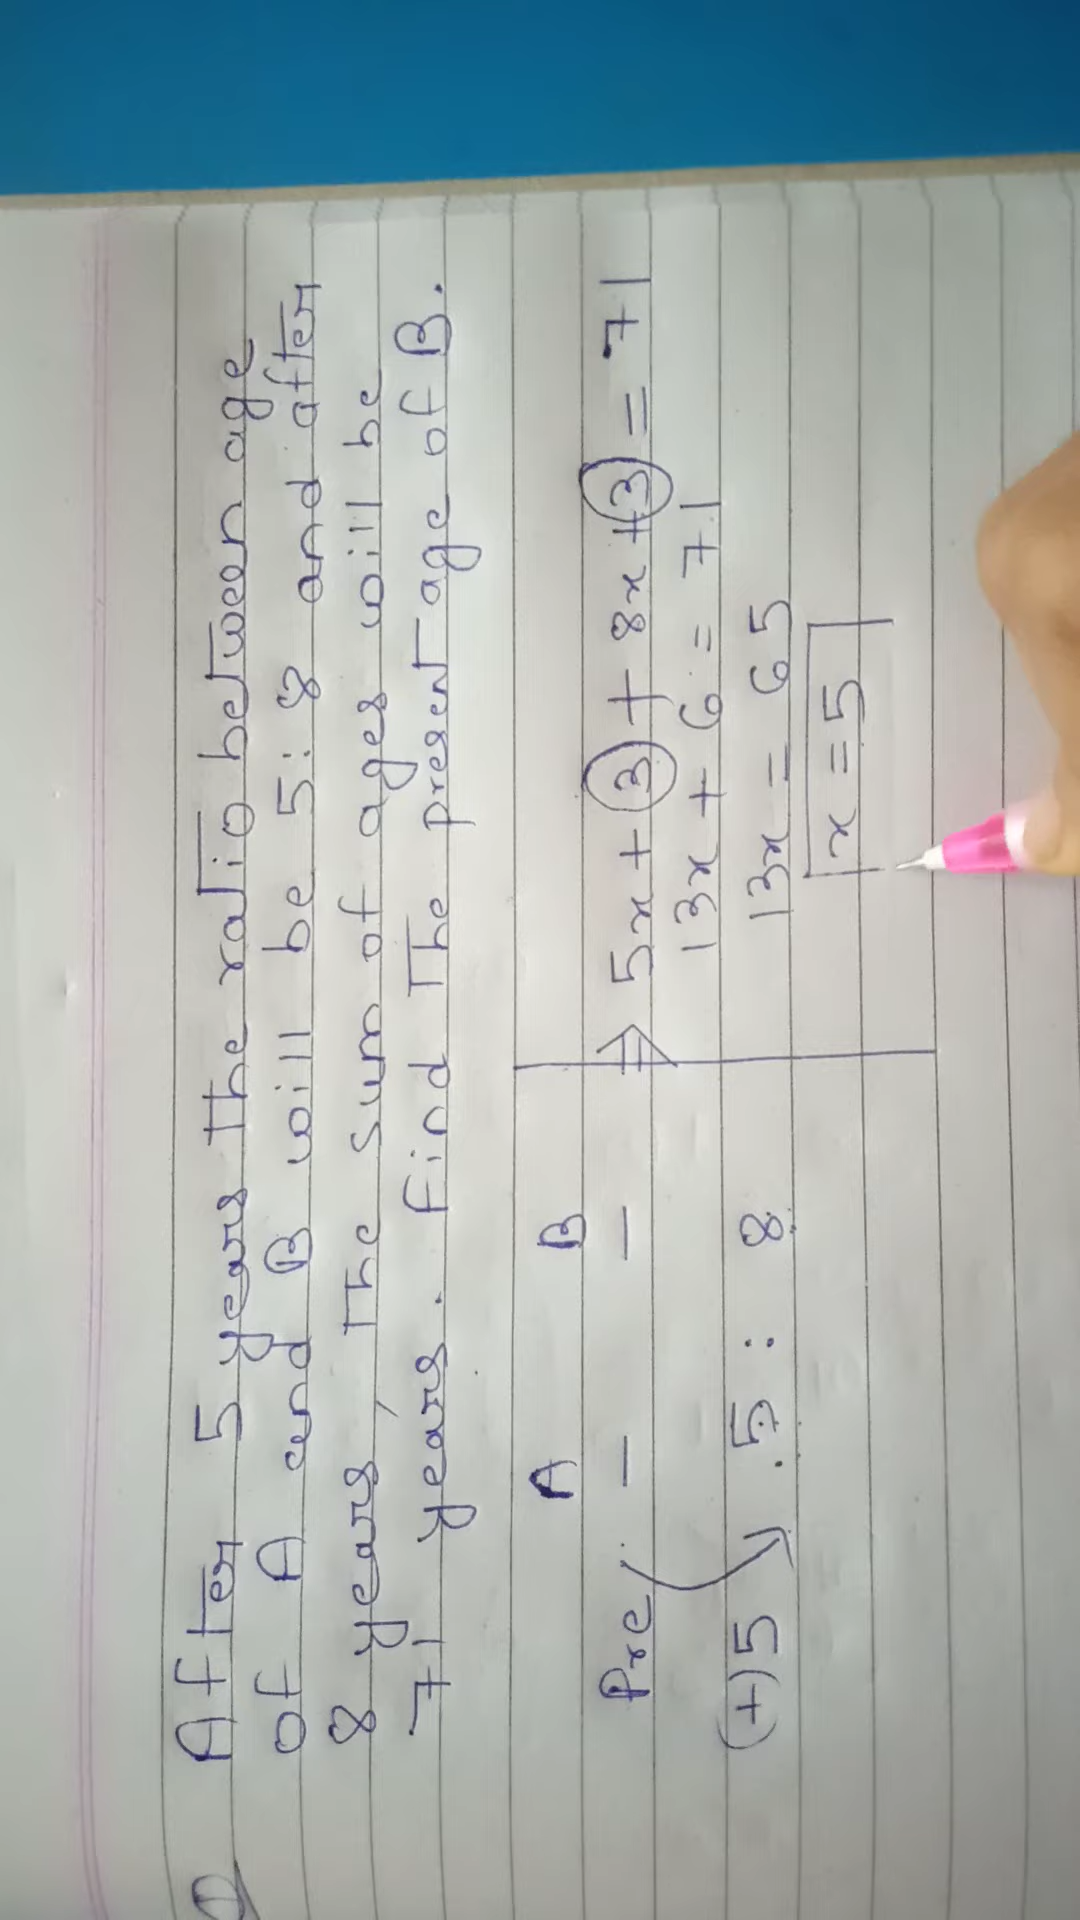 Q After 5 years the ratio between age
of A and B will be 5:8 and after
8 years, the sum of ages will be
71 years. Find the present age of B.
A B
Pre - -
(+)5 5 : 8
⇒ 5x+3+8x+3=71
13x+6=71
13x=65
x=5